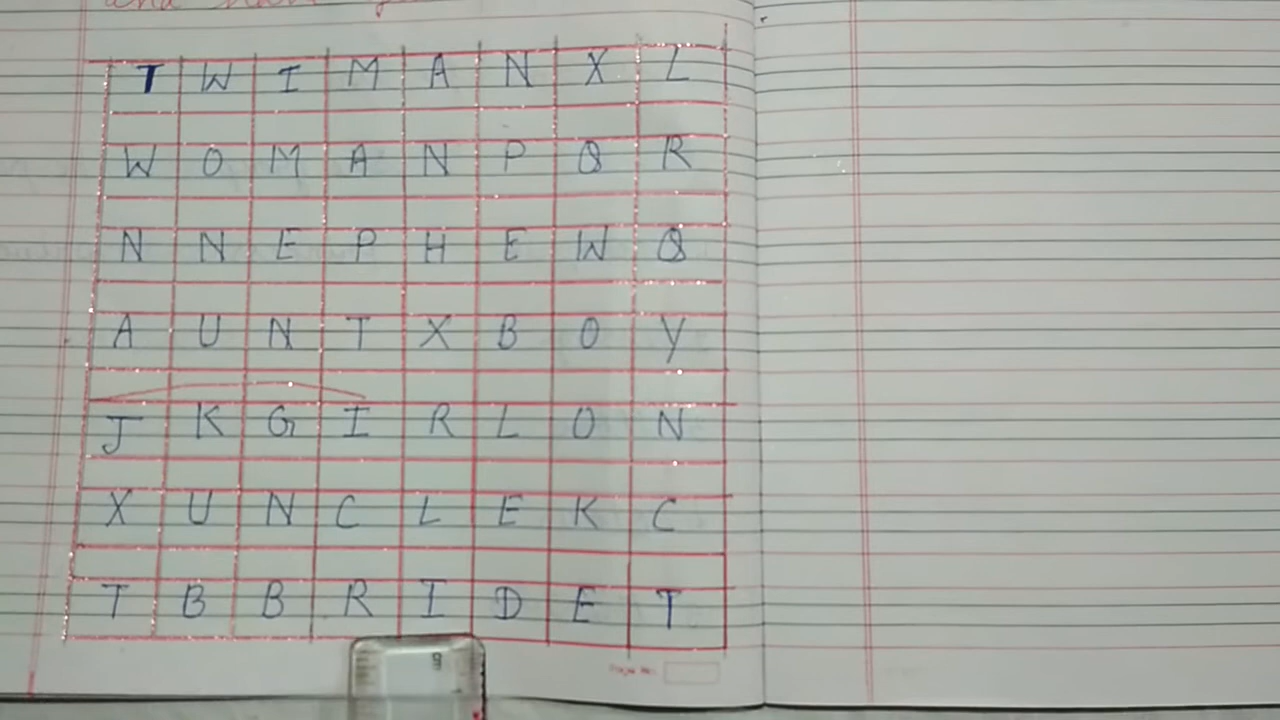 T W I M A N X L
W O M A N P Q R
N N E P H E W Q
A U N T X B O Y
J K G I R L O N
X U N C L E K C
T B B R I D E T